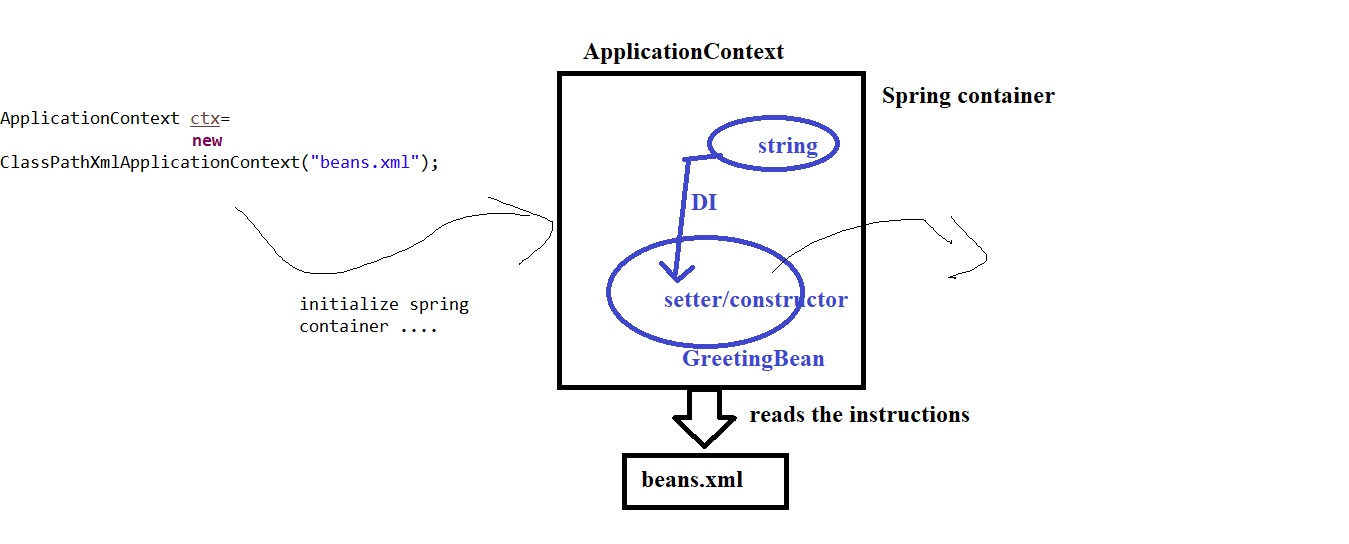 ApplicationContext
Spring container
ApplicationContext ctx=
new
ClassPathXmlApplicationContext("beans.xml");
string
DI
initialize spring
container ....
setter/constructor
GreetingBean
reads the instructions
beans.xml